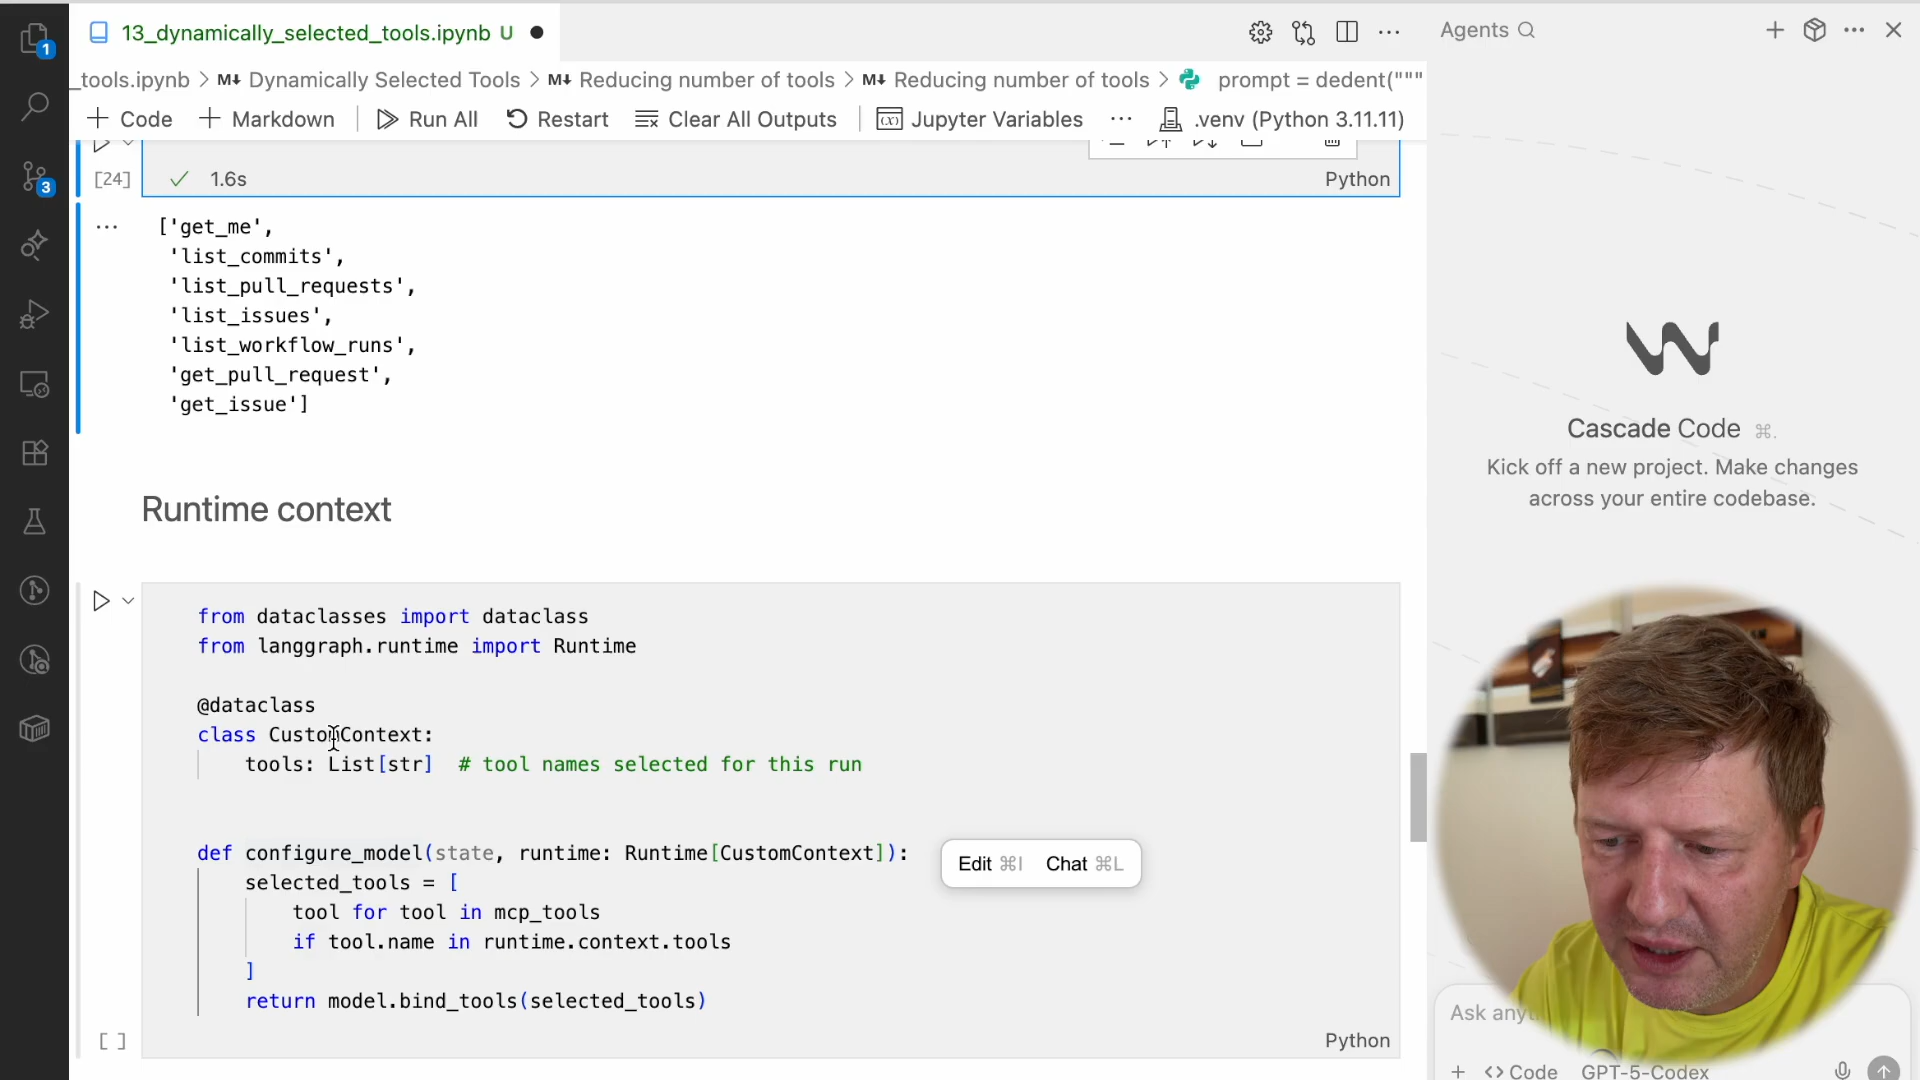 13_dynamically_selected_tools.ipynb U
Agents
_tools.ipynb > M↓ Dynamically Selected Tools > M↓ Reducing number of tools > M↓ Reducing number of tools > prompt = dedent("""
+ Code + Markdown Run All Restart Clear All Outputs Jupyter Variables ... .venv (Python 3.11.11)
1
3
[24] ✓ 1.6s Python
['get_me',
'list_commits',
'list_pull_requests',
'list_issues',
'list_workflow_runs',
'get_pull_request',
'get_issue']
Cascade Code ⌘.
Kick off a new project. Make changes
across your entire codebase.
Runtime context
from dataclasses import dataclass
from langgraph.runtime import Runtime
@dataclass
class CustomContext:
tools: List[str] # tool names selected for this run
def configure_model(state, runtime: Runtime[CustomContext]):
Edit ⌘I Chat ⌘L
selected_tools = [
tool for tool in mcp_tools
if tool.name in runtime.context.tools
]
return model.bind_tools(selected_tools)
[ ] Python
Ask
+ <> Code GPT-5-Codex